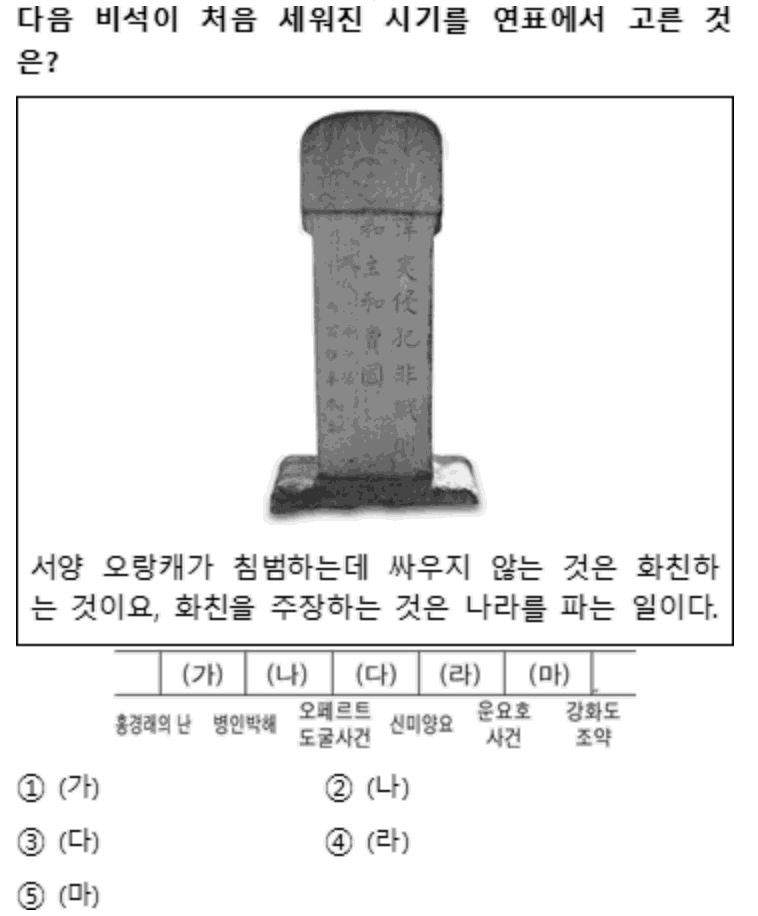 다음 비석이 처음 세워진 시기를 연표에서 고른 것
은?
洋夷侵犯非戰則
和主和賣國
서양 오랑캐가 침범하는데 싸우지 않는 것은 화친하
는 것이요, 화친을 주장하는 것은 나라를 파는 일이다.
(가) (나) (다) (라) (마)
홍경래의 난 병인박해 오페르트 도굴사건 신미양요 운요호 사건 강화도 조약
① (가) ② (나)
③ (다) ④ (라)
⑤ (마)